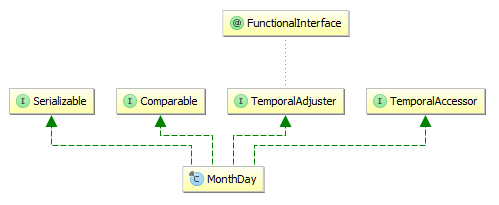 @ FunctionalInterface
I Serializable
I Comparable
I TemporalAdjuster
I TemporalAccessor
C MonthDay